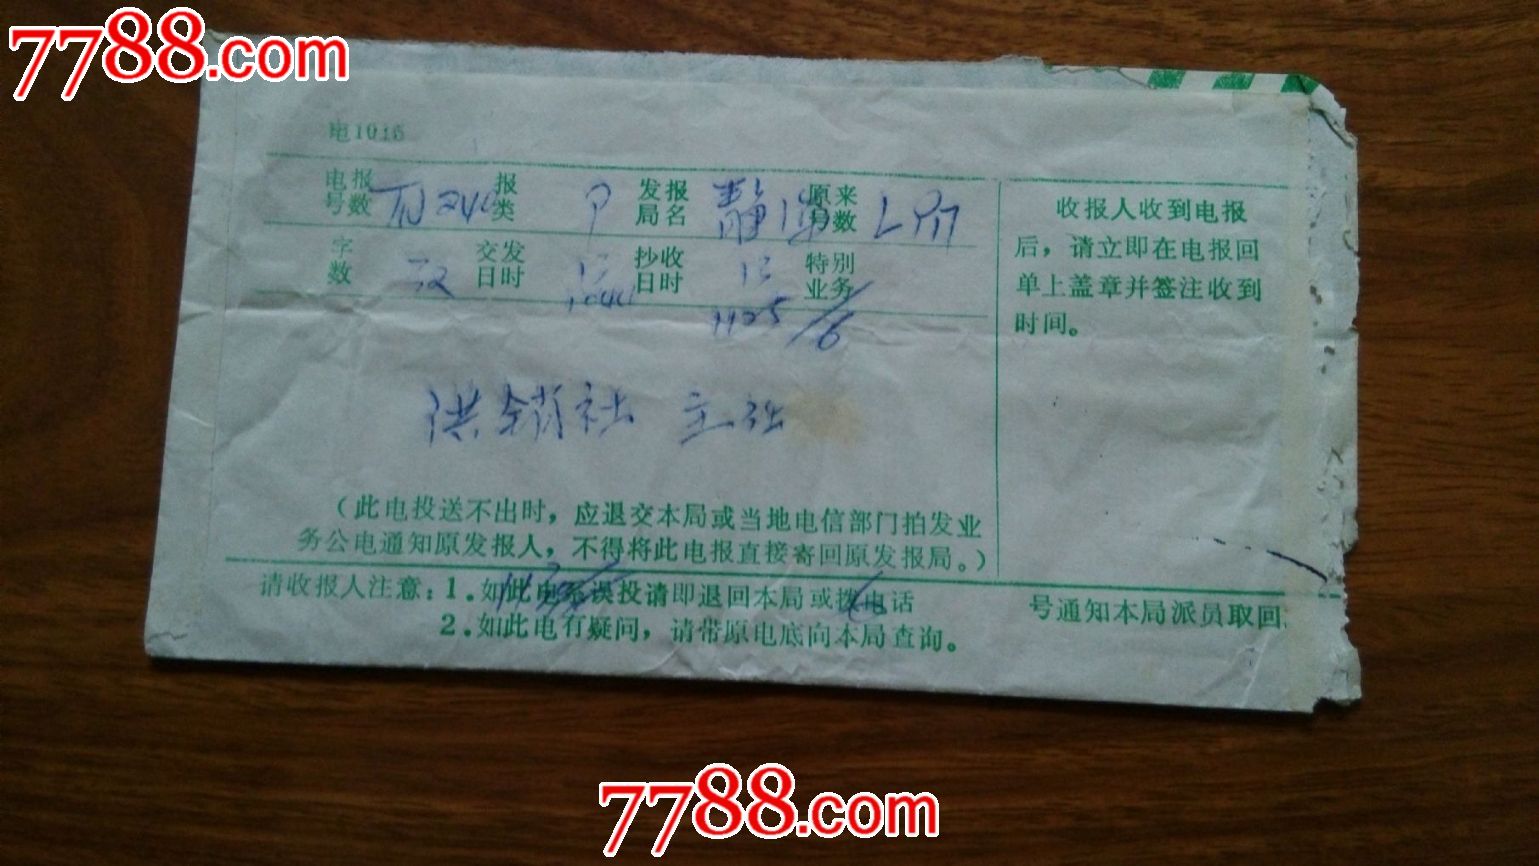 7788.com
电1016
电报号数 240 报类 P 发报局名 静海 原来号数
字数 交发日时 抄收日时 12 特别业务
1125/6
收报人收到电报
后，请立即在电报回
单上盖章并签注收到
时间。
供销社 主任
（此电投送不出时，应退交本局或当地电信部门拍发业
务公电通知原发报人，不得将此电报直接寄回原发报局。）
请收报人注意：1．如此电系误投请即退回本局或拨电话 号通知本局派员取回
2．如此电有疑问，请带原电底向本局查询。
7788.com